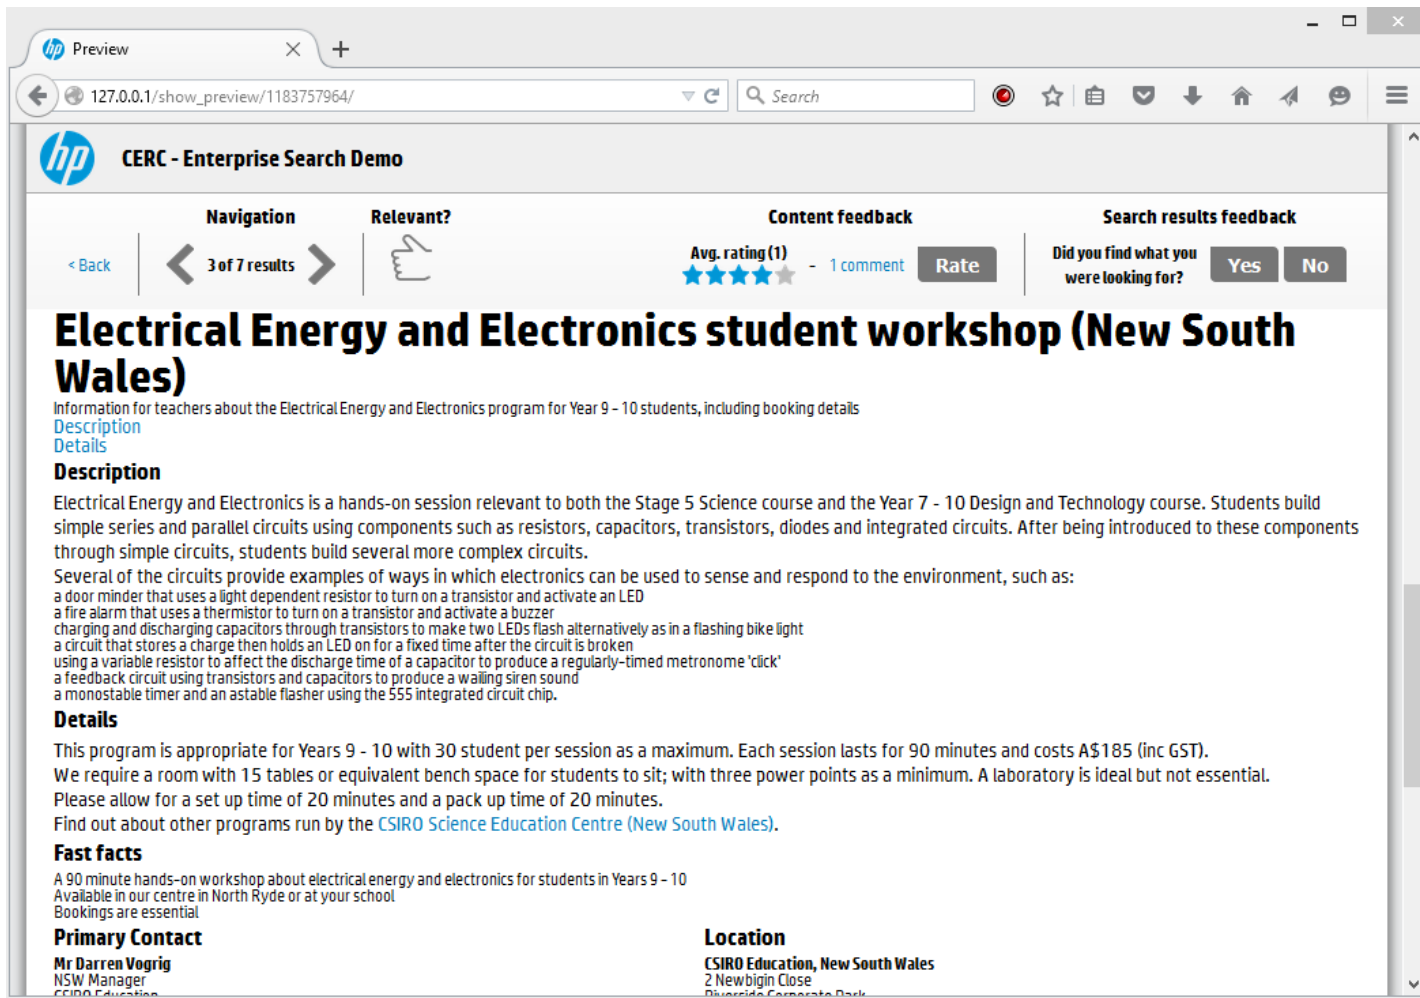 Preview
127.0.0.1/show_preview/1183757964/
Search
hp
CERC - Enterprise Search Demo
Navigation
Relevant?
Content feedback
Search results feedback
< Back
3 of 7 results
Avg. rating (1)
- 1 comment
Rate
Did you find what you
were looking for?
Yes
No
Electrical Energy and Electronics student workshop (New South
Wales)
Information for teachers about the Electrical Energy and Electronics program for Year 9 - 10 students, including booking details
Description
Details
Description
Electrical Energy and Electronics is a hands-on session relevant to both the Stage 5 Science course and the Year 7 - 10 Design and Technology course. Students build
simple series and parallel circuits using components such as resistors, capacitors, transistors, diodes and integrated circuits. After being introduced to these components
through simple circuits, students build several more complex circuits.
Several of the circuits provide examples of ways in which electronics can be used to sense and respond to the environment, such as:
a door minder that uses a light dependent resistor to turn on a transistor and activate an LED
a fire alarm that uses a thermistor to turn on a transistor and activate a buzzer
charging and discharging capacitors through transistors to make two LEDs flash alternatively as in a flashing bike light
a circuit that stores a charge then holds an LED on for a fixed time after the circuit is broken
using a variable resistor to affect the discharge time of a capacitor to produce a regularly-timed metronome 'click'
a feedback circuit using transistors and capacitors to produce a wailing siren sound
a monostable timer and an astable flasher using the 555 integrated circuit chip.
Details
This program is appropriate for Years 9 - 10 with 30 student per session as a maximum. Each session lasts for 90 minutes and costs A$185 (inc GST).
We require a room with 15 tables or equivalent bench space for students to sit; with three power points as a minimum. A laboratory is ideal but not essential.
Please allow for a set up time of 20 minutes and a pack up time of 20 minutes.
Find out about other programs run by the CSIRO Science Education Centre (New South Wales).
Fast facts
A 90 minute hands-on workshop about electrical energy and electronics for students in Years 9 - 10
Available in our centre in North Ryde or at your school
Bookings are essential
Primary Contact
Mr Darren Vogrig
NSW Manager
CSIRO Education
Location
CSIRO Education, New South Wales
2 Newbigin Close
Riverside Corporate Park